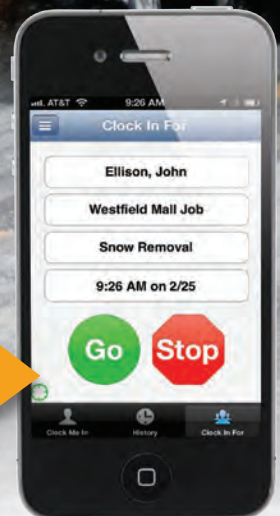 AT&T 9:26 AM
Clock In For
Ellison, John
Westfield Mall Job
Snow Removal
9:26 AM on 2/25
Go Stop
Clock Me In History Clock In For